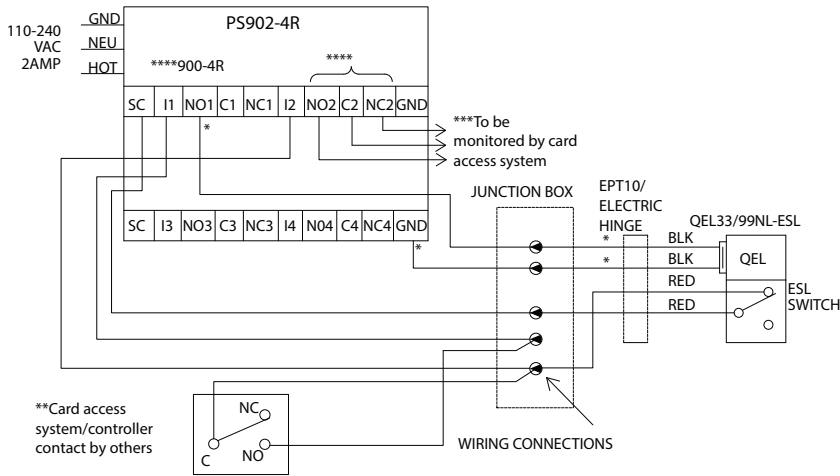 GND
PS902-4R
110-240
VAC
2AMP
NEU
HOT
****900-4R
****
SC I1 NO1 C1 NC1 I2 NO2 C2 NC2 GND
*
***To be
monitored by card
access system
JUNCTION BOX
EPT10/
ELECTRIC
HINGE
QEL33/99NL-ESL
SC I3 NO3 C3 NC3 I4 N04 C4 NC4 GND
*
* BLK
* BLK
QEL
RED
RED
ESL
SWITCH
**Card access
system/controller
contact by others
NC
C
NO
WIRING CONNECTIONS